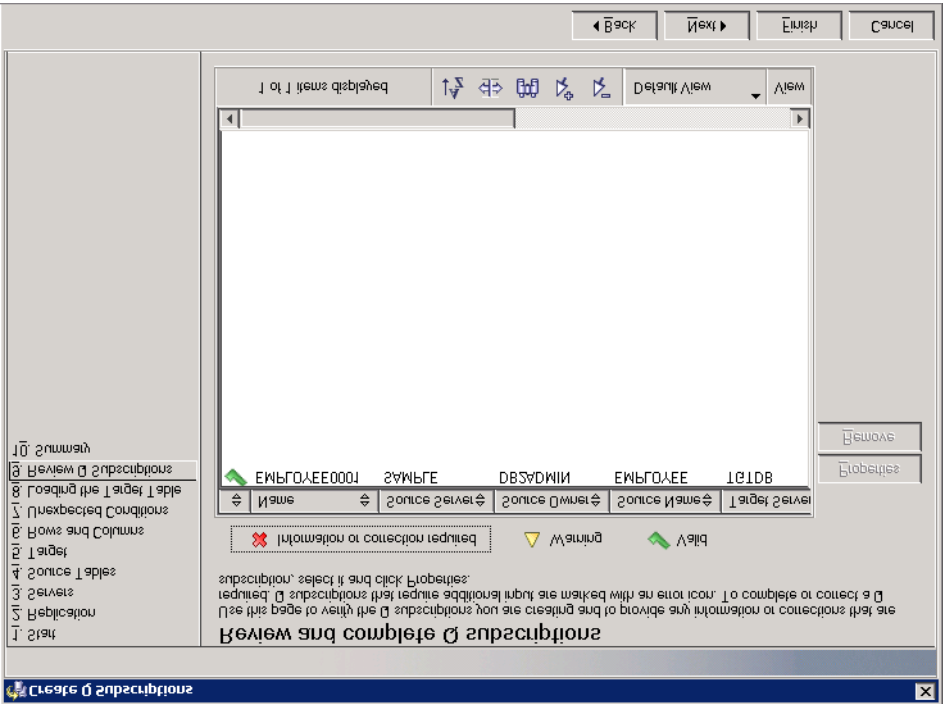 Create Q Subscriptions
1. Start
2. Replication
3. Servers
4. Source Tables
5. Target
6. Rows and Columns
7. Unexpected Conditions
8. Loading the Target Table
9. Review Q Subscriptions
10. Summary
Review and complete Q subscriptions
Use this page to verify the Q subscriptions you are creating and to provide any information or corrections that are
required. Q subscriptions that require additional input are marked with an error icon. To complete or correct a Q
subscription, select it and click Properties.
Information or correction required Warning Valid
Name Source Server Source Owner Source Name Target Server
EMPLOYEE0001 SAMPLE DB2ADMIN EMPLOYEE TGTDB
Properties
Remove
1 of 1 items displayed Default View View
Back Next Finish Cancel